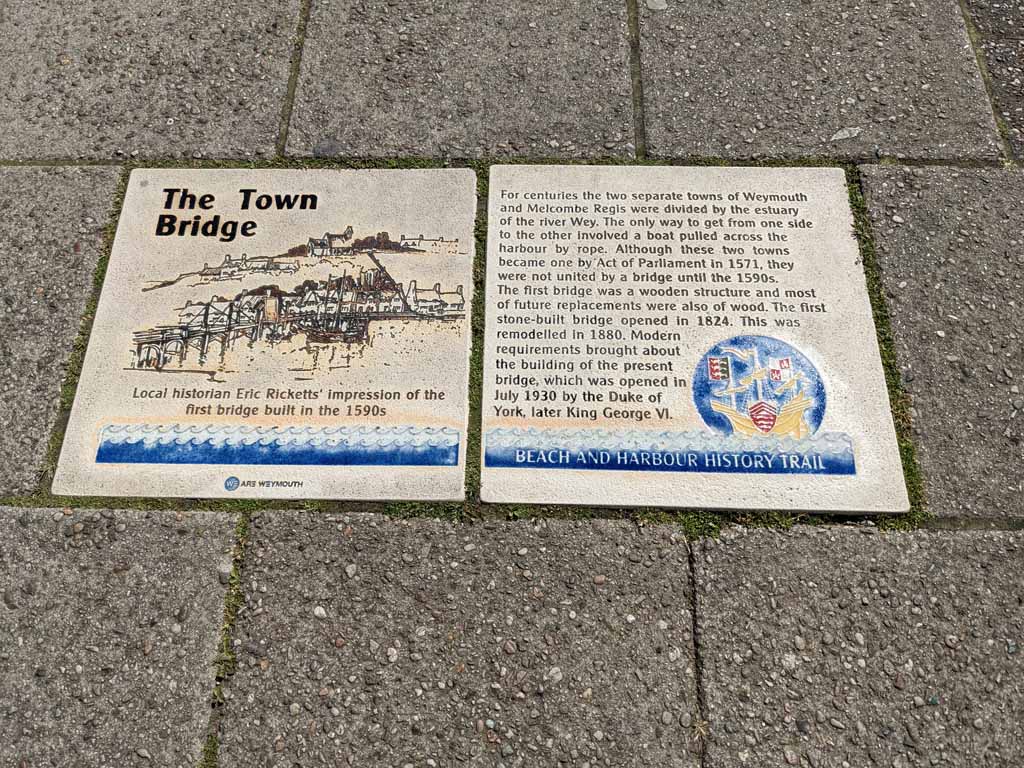 The Town
Bridge
Local historian Eric Ricketts' impression of the
first bridge built in the 1590s
WE ARE WEYMOUTH
For centuries the two separate towns of Weymouth
and Melcombe Regis were divided by the estuary
of the river Wey. The only way to get from one side
to the other involved a boat pulled across the
harbour by rope. Although these two towns
became one by Act of Parliament in 1571, they
were not united by a bridge until the 1590s.
The first bridge was a wooden structure and most
of future replacements were also of wood. The first
stone-built bridge opened in 1824. This was
remodelled in 1880. Modern
requirements brought about
the building of the present
bridge, which was opened in
July 1930 by the Duke of
York, later King George VI.
BEACH AND HARBOUR HISTORY TRAIL